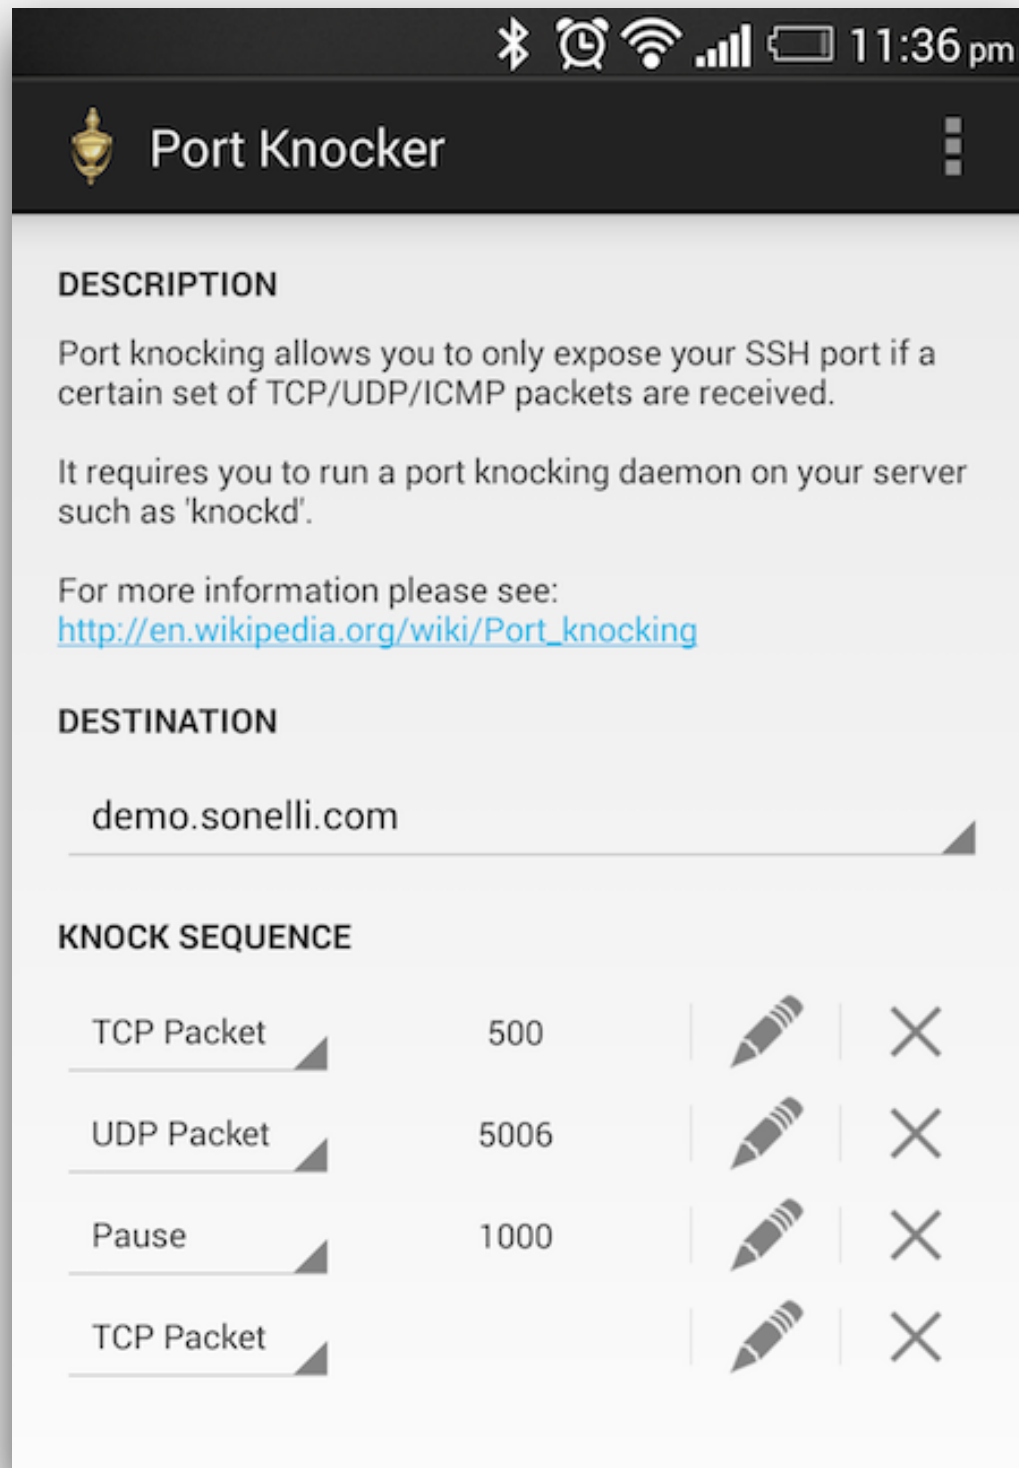 11:36 pm
Port Knocker
DESCRIPTION
Port knocking allows you to only expose your SSH port if a
certain set of TCP/UDP/ICMP packets are received.
It requires you to run a port knocking daemon on your server
such as 'knockd'.
For more information please see:
http://en.wikipedia.org/wiki/Port_knocking
DESTINATION
demo.sonelli.com
KNOCK SEQUENCE
TCP Packet 500
UDP Packet 5006
Pause 1000
TCP Packet